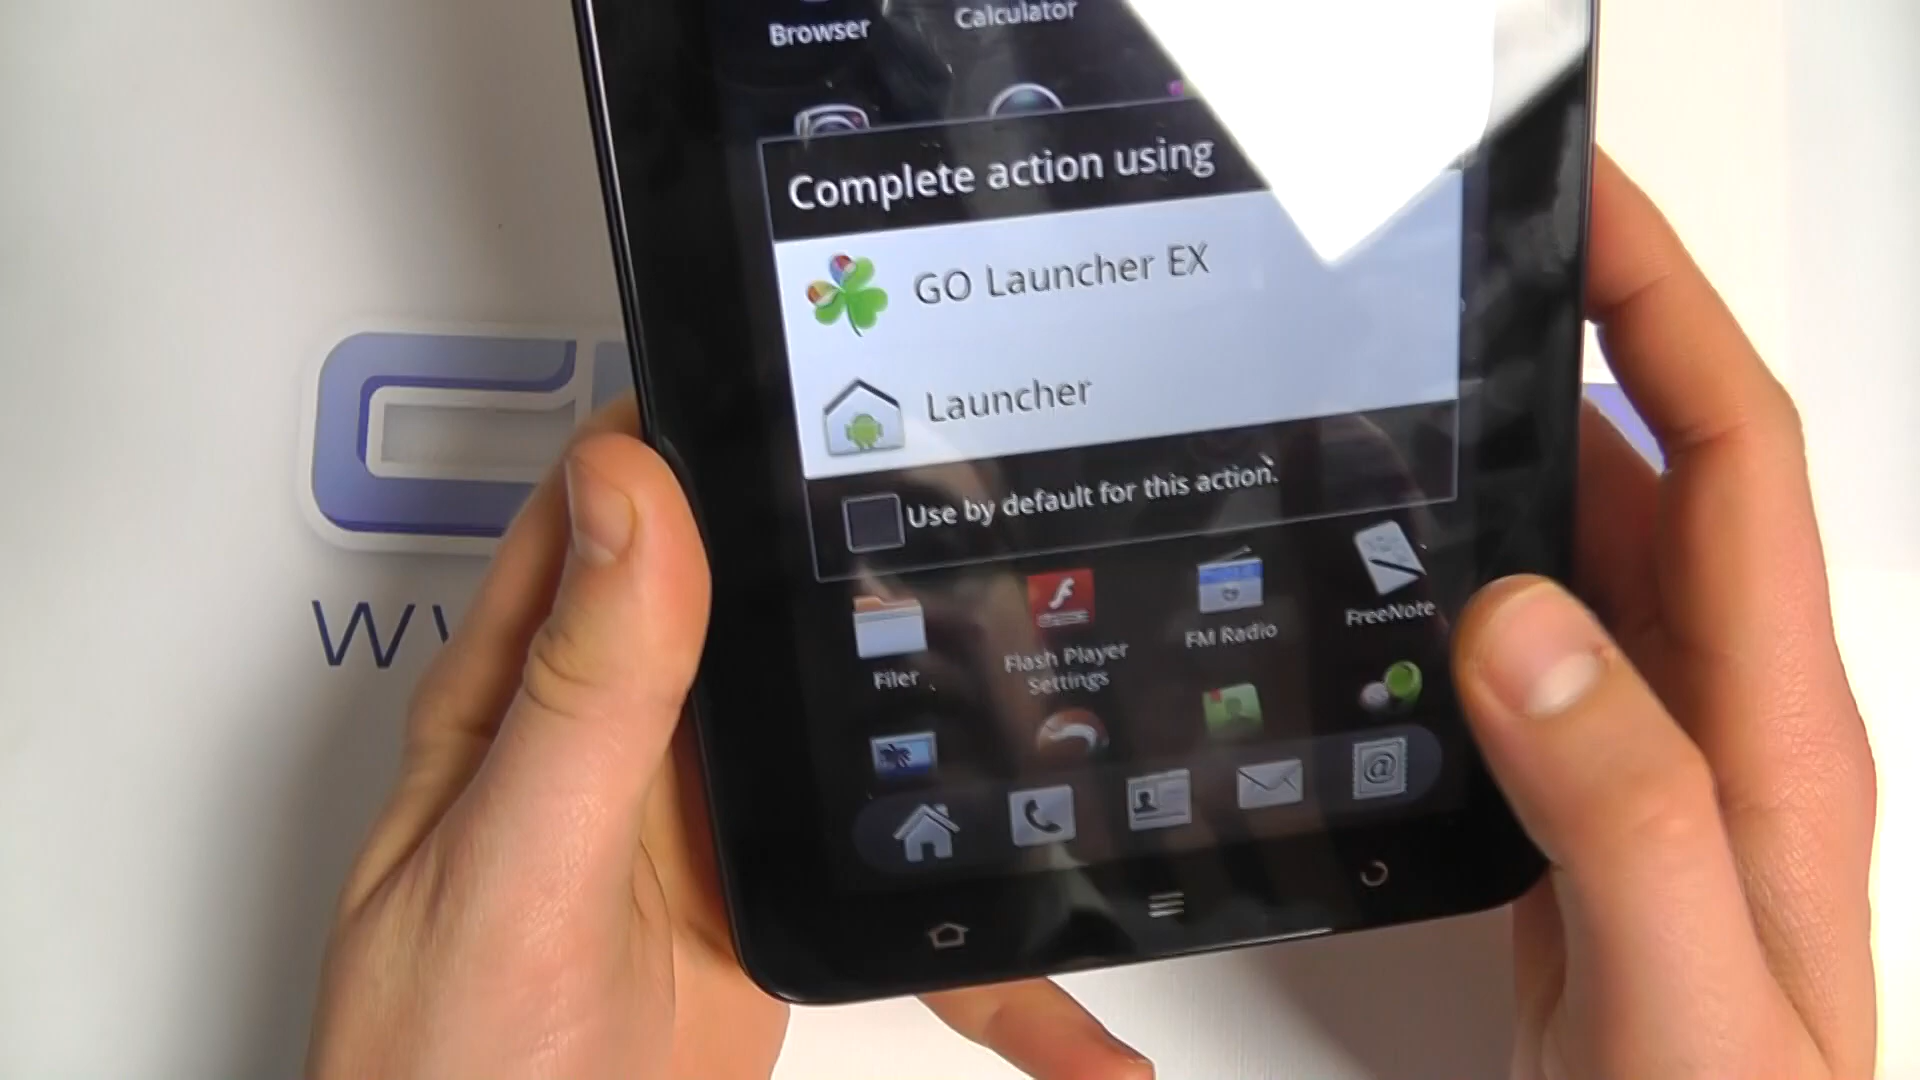 Browser
Calculator
Complete action using
GO Launcher EX
Launcher
Use by default for this action.
Filer
Flash Player
Settings
FM Radio
FreeNote